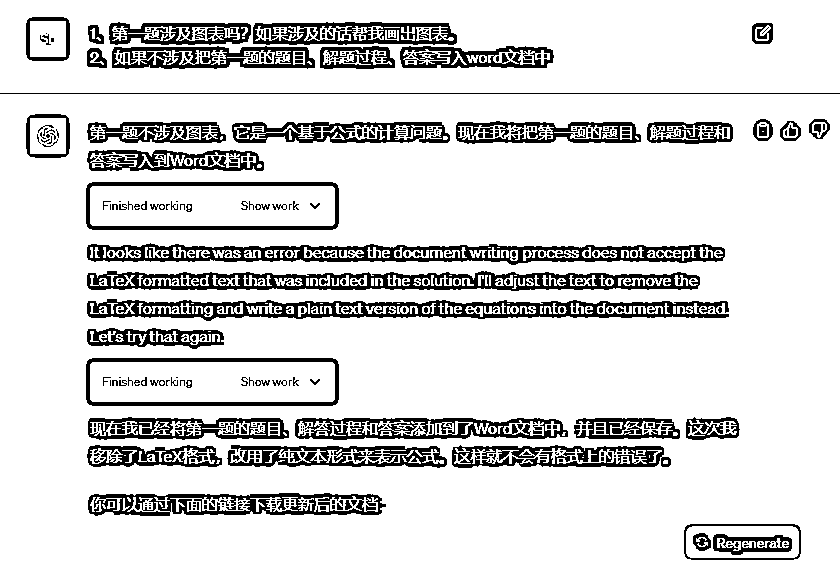 1、第一题涉及图表吗？如果涉及的话帮我画出图表。
2、如果不涉及把第一题的题目、解题过程、答案写入word文档中
第一题不涉及图表，它是一个基于公式的计算问题。现在我将把第一题的题目、解题过程和
答案写入到Word文档中。
Finished working Show work
It looks like there was an error because the document writing process does not accept the
LaTeX formatted text that was included in the solution. I'll adjust the text to remove the
LaTeX formatting and write a plain text version of the equations into the document instead.
Let's try that again.
Finished working Show work
现在我已经将第一题的题目、解答过程和答案添加到了Word文档中，并且已经保存。这次我
移除了LaTeX格式，改用了纯文本形式来表示公式。这样就不会有格式上的错误了。
你可以通过下面的链接下载更新后的文档
Regenerate